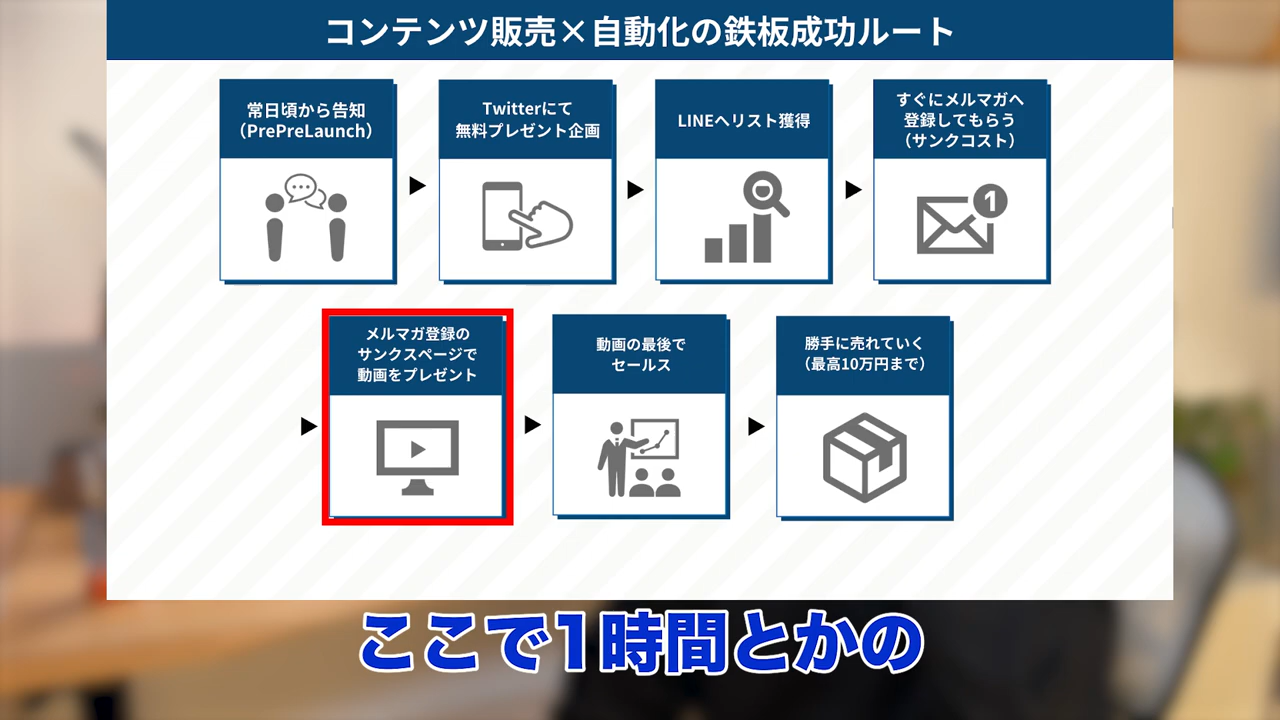 コンテンツ販売×自動化の鉄板成功ルート
常日頃から告知
（PrePreLaunch）
Twitterにて
無料プレゼント企画
LINEへリスト獲得
すぐにメルマガへ
登録してもらう
（サンクコスト）
1
メルマガ登録の
サンクスページで
動画をプレゼント
動画の最後で
セールス
勝手に売れていく
（最高10万円まで）
ここで1時間とかの